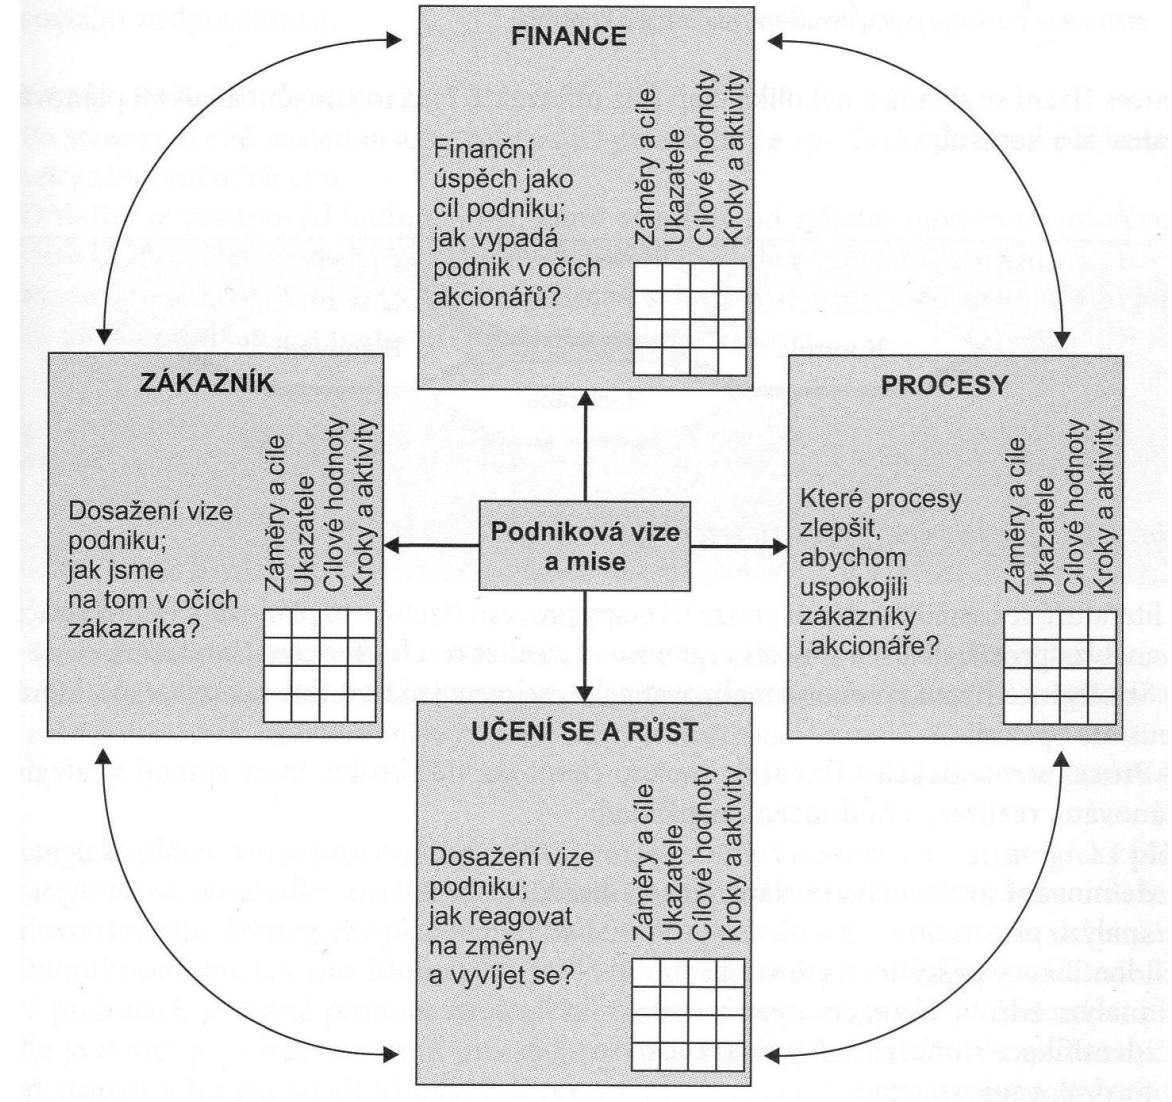 FINANCE
Finanční
úspěch jako
cíl podniku;
jak vypadá
podnik v očích
akcionářů?
Záměry a cíle
Ukazatele
Cílové hodnoty
Kroky a aktivity
ZÁKAZNÍK
Dosažení vize
podniku;
jak jsme
na tom v očích
zákazníka?
Záměry a cíle
Ukazatele
Cílové hodnoty
Kroky a aktivity
Podniková vize
a mise
PROCESY
Které procesy
zlepšit,
abychom
uspokojili
zákazníky
i akcionáře?
Záměry a cíle
Ukazatele
Cílové hodnoty
Kroky a aktivity
UČENÍ SE A RŮST
Dosažení vize
podniku;
jak reagovat
na změny
a vyvíjet se?
Záměry a cíle
Ukazatele
Cílové hodnoty
Kroky a aktivity